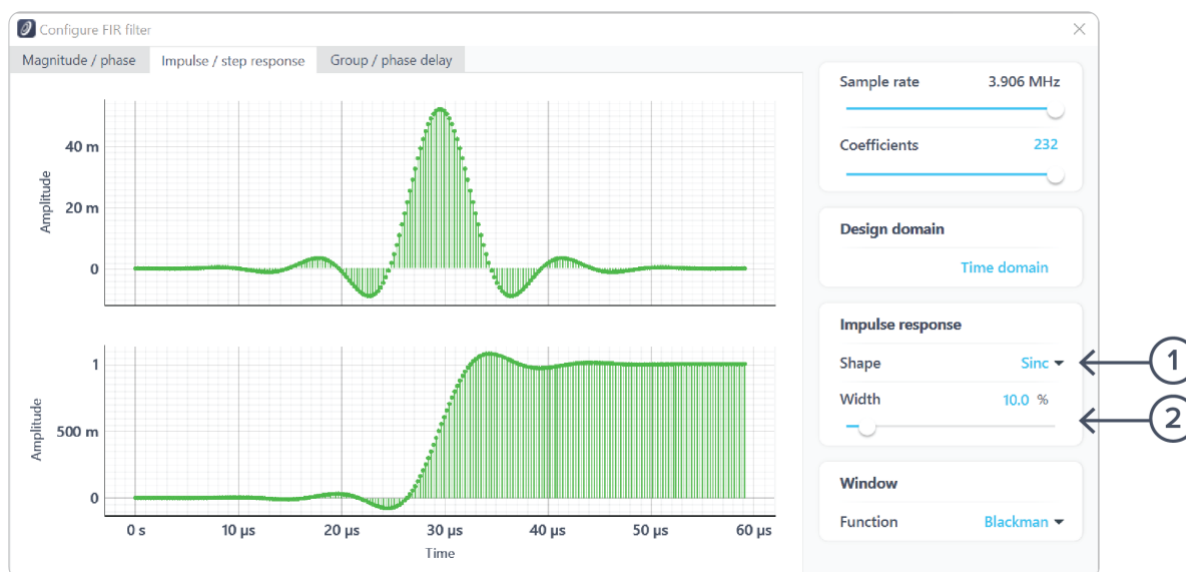 Configure FIR filter
Magnitude / phase Impulse / step response Group / phase delay
Amplitude
40 m
20 m
0
Amplitude
1
500 m
0
0 s 10 µs 20 µs 30 µs 40 µs 50 µs 60 µs
Time
Sample rate 3.906 MHz
Coefficients 232
Design domain
Time domain
Impulse response
Shape Sinc
1
Width 10.0 %
2
Window
Function Blackman